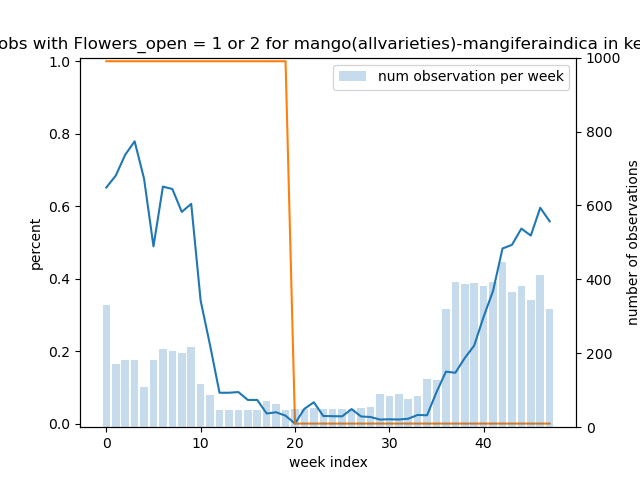 obs with Flowers_open = 1 or 2 for mango(allvarieties)-mangiferaindica in ke
num observation per week
percent
1.0
0.8
0.6
0.4
0.2
0.0
1000
800
600
400
200
0
number of observations
0 10 20 30 40
week index